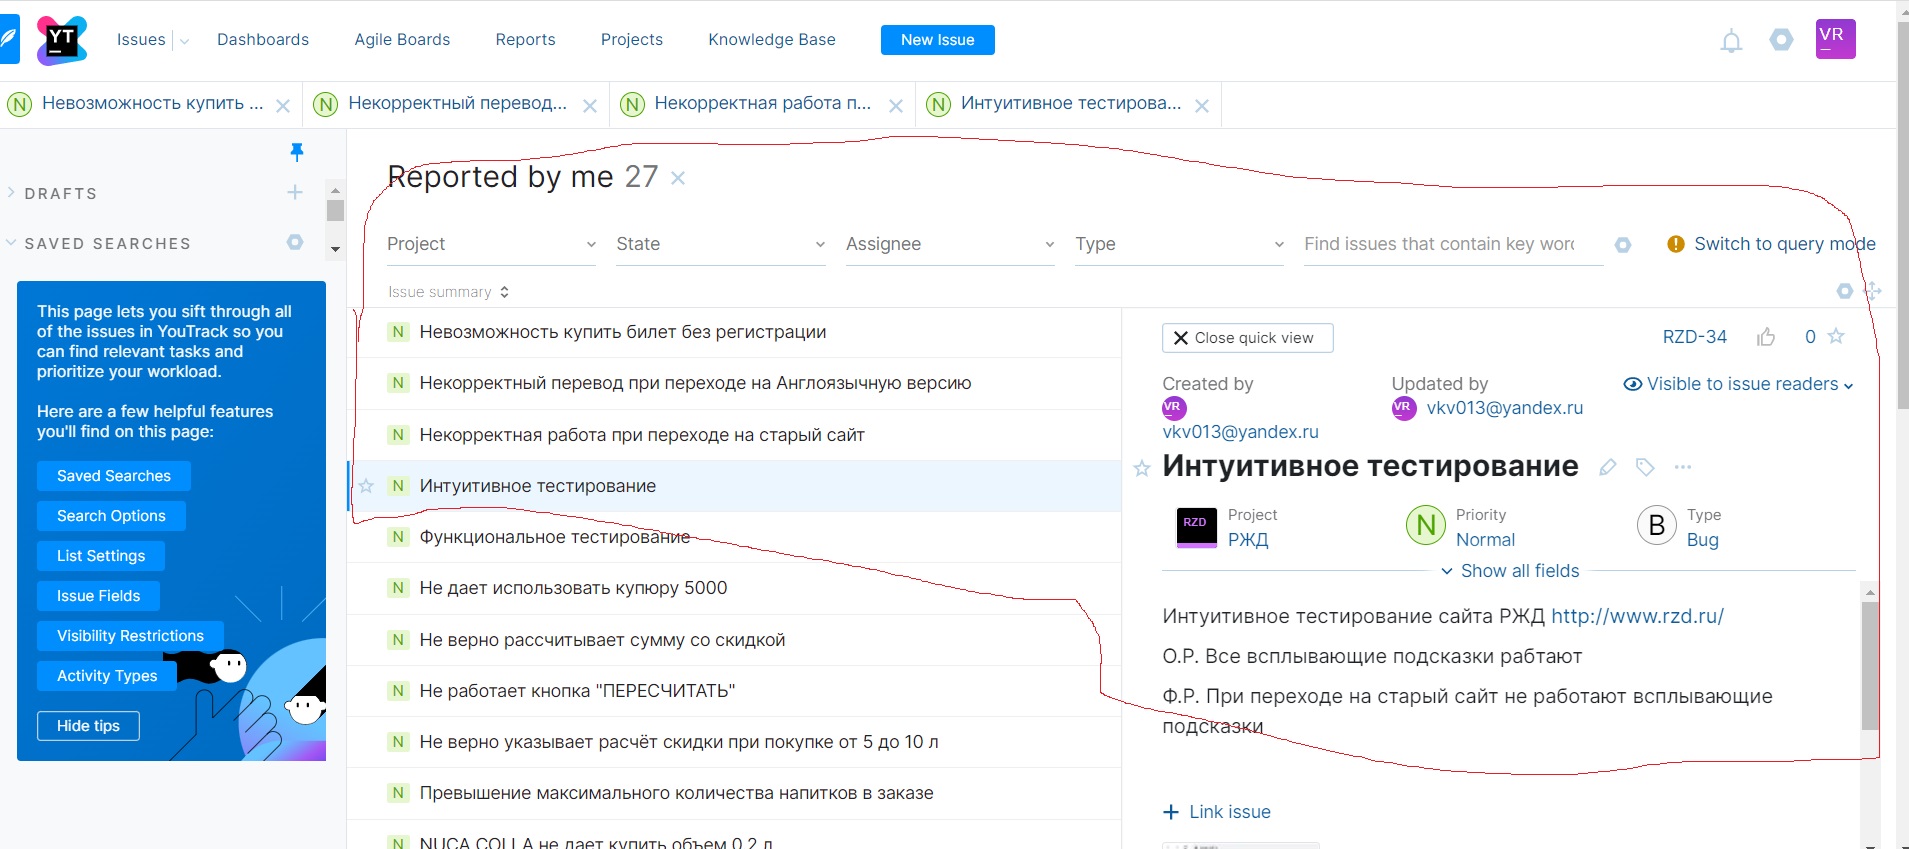 YT
Issues Dashboards Agile Boards Reports Projects Knowledge Base New Issue VR
N Невозможность купить ... N Некорректный перевод... N Некорректная работа п... N Интуитивное тестирова...
DRAFTS
SAVED SEARCHES
This page lets you sift through all
of the issues in YouTrack so you
can find relevant tasks and
prioritize your workload.
Here are a few helpful features
you'll find on this page:
Saved Searches
Search Options
List Settings
Issue Fields
Visibility Restrictions
Activity Types
Hide tips
Reported by me 27
Project State Assignee Type Find issues that contain key word Switch to query mode
Issue summary
N Невозможность купить билет без регистрации
N Некорректный перевод при переходе на Англоязычную версию
N Некорректная работа при переходе на старый сайт
N Интуитивное тестирование
N Функциональное тестирование
N Не дает использовать купюру 5000
N Не верно рассчитывает сумму со скидкой
N Не работает кнопка "ПЕРЕСЧИТАТЬ"
N Не верно указывает расчёт скидки при покупке от 5 до 10 л
N Превышение максимального количества напитков в заказе
NUCA COLLA не дает купить объем 0,2 л
Close quick view RZD-34 0
Created by Updated by Visible to issue readers
VR VR vkv013@yandex.ru
vkv013@yandex.ru
Интуитивное тестирование
RZD Project N Priority B Type
РЖД Normal Bug
Show all fields
Интуитивное тестирование сайта РЖД http://www.rzd.ru/
О.Р. Все всплывающие подсказки рабтают
Ф.Р. При переходе на старый сайт не работают всплывающие
подсказки
Link issue